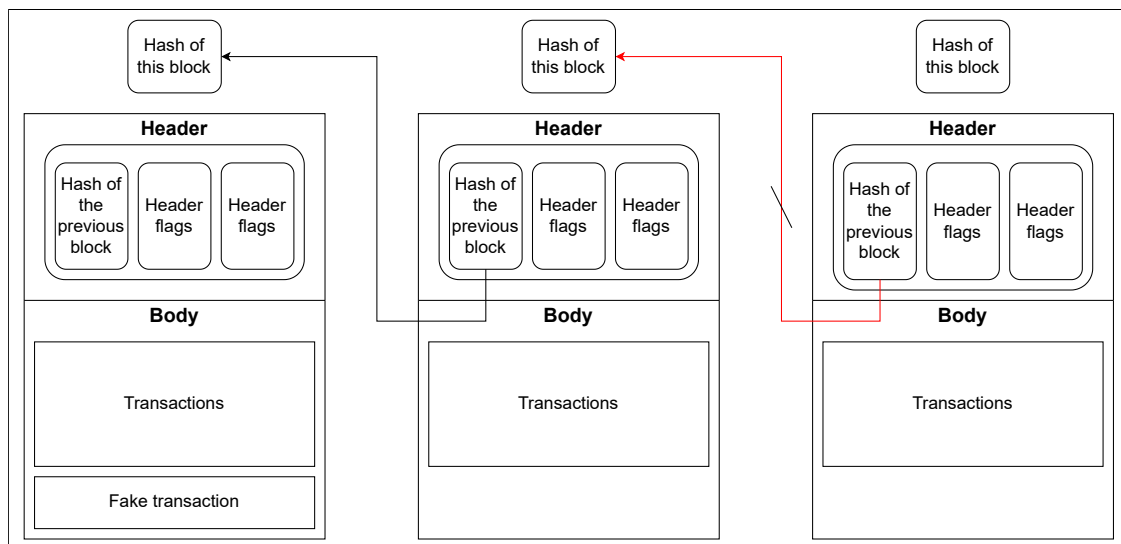 Hash of
this block
Hash of
this block
Hash of
this block
Header
Hash of
the
previous
block
Header
flags
Header
flags
Body
Transactions
Fake transaction
Header
Hash of
the
previous
block
Header
flags
Header
flags
Body
Transactions
Header
Hash of
the
previous
block
Header
flags
Header
flags
Body
Transactions